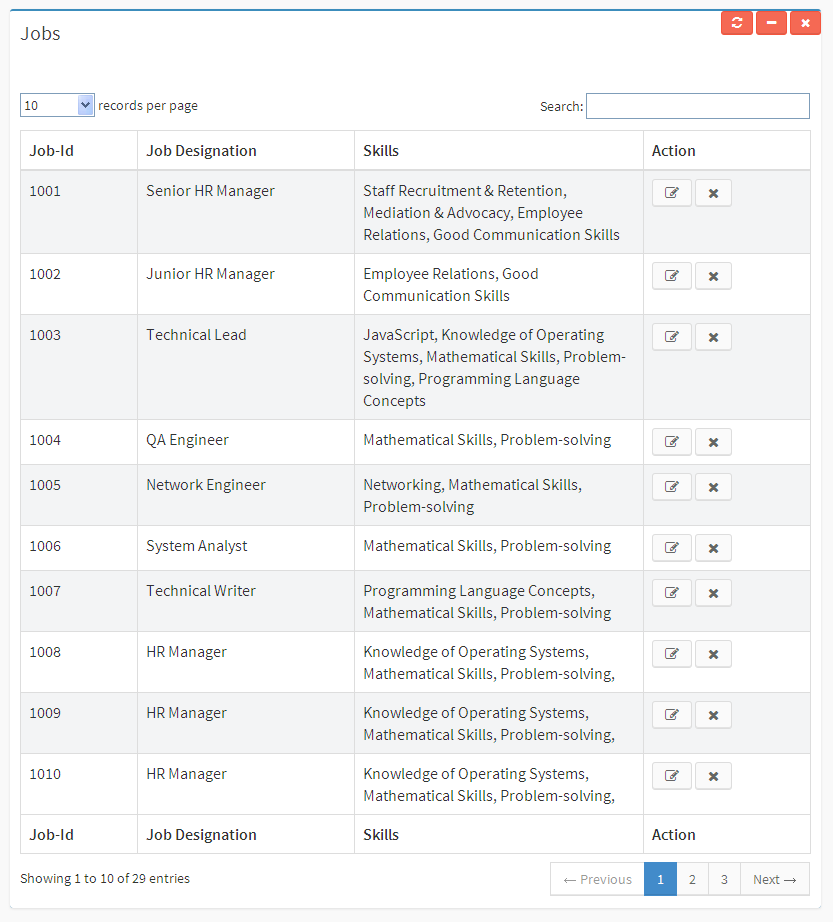 Jobs
10 records per page Search:
Job-Id Job Designation Skills Action
1001 Senior HR Manager Staff Recruitment & Retention,
Mediation & Advocacy, Employee
Relations, Good Communication Skills
1002 Junior HR Manager Employee Relations, Good
Communication Skills
1003 Technical Lead JavaScript, Knowledge of Operating
Systems, Mathematical Skills, Problem-
solving, Programming Language
Concepts
1004 QA Engineer Mathematical Skills, Problem-solving
1005 Network Engineer Networking, Mathematical Skills,
Problem-solving
1006 System Analyst Mathematical Skills, Problem-solving
1007 Technical Writer Programming Language Concepts,
Mathematical Skills, Problem-solving
1008 HR Manager Knowledge of Operating Systems,
Mathematical Skills, Problem-solving,
1009 HR Manager Knowledge of Operating Systems,
Mathematical Skills, Problem-solving,
1010 HR Manager Knowledge of Operating Systems,
Mathematical Skills, Problem-solving,
Job-Id Job Designation Skills Action
Showing 1 to 10 of 29 entries ← Previous 1 2 3 Next →